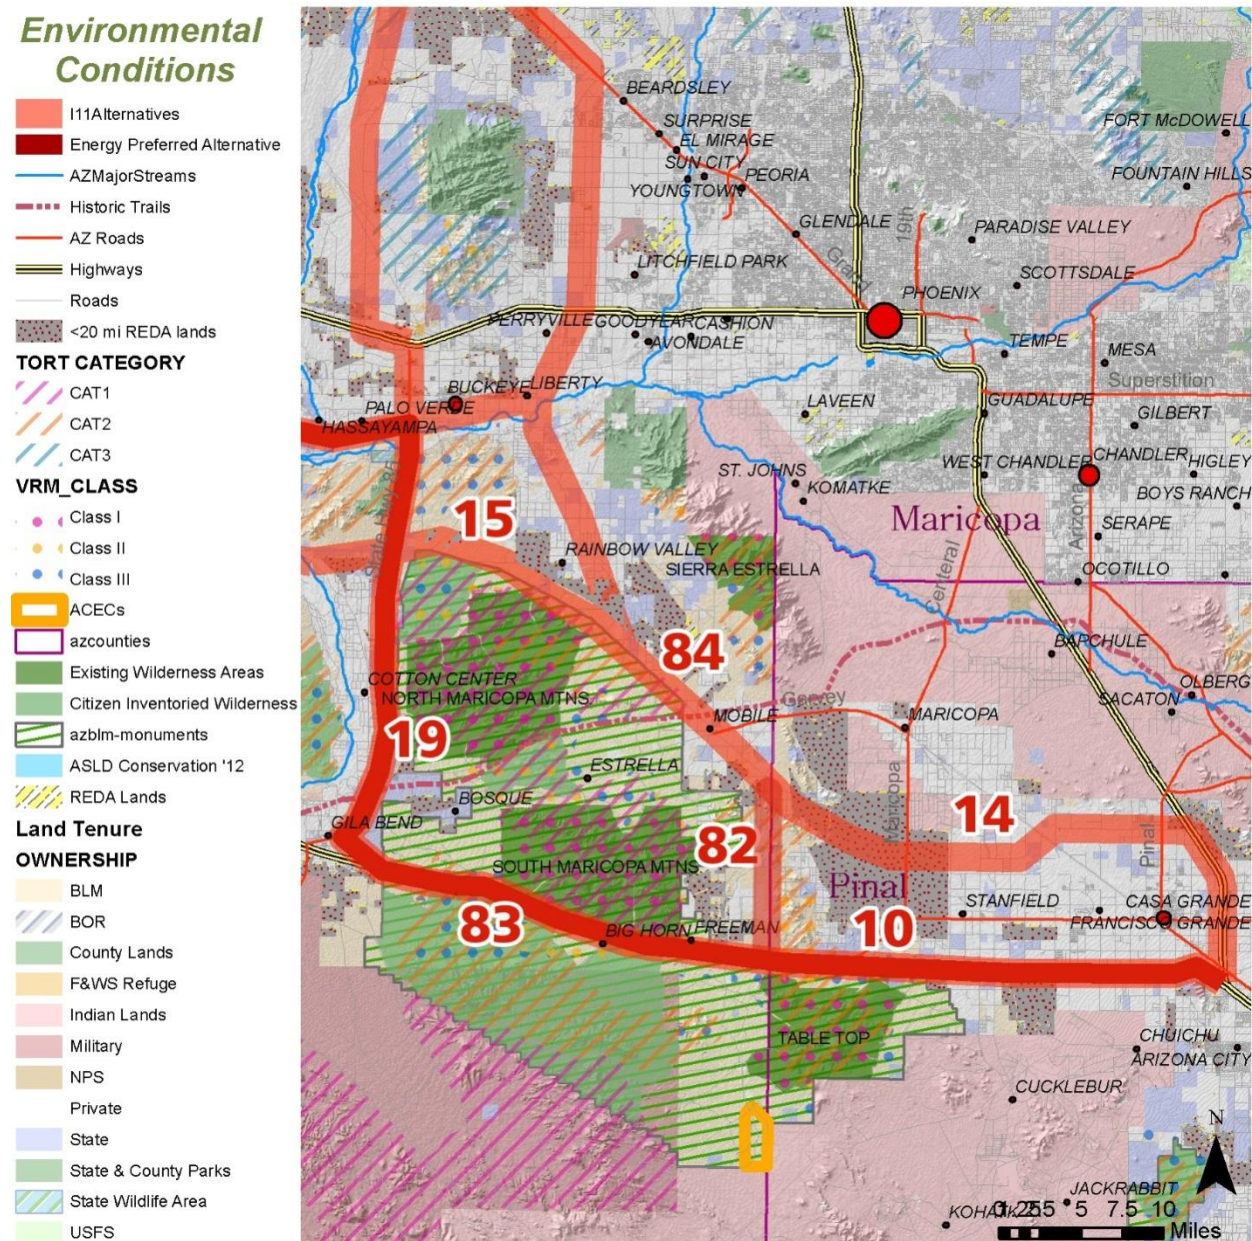 Environmental
Conditions
I11Alternatives
Energy Preferred Alternative
AZMajorStreams
Historic Trails
AZ Roads
Highways
Roads
<20 mi REDA lands
TORT CATEGORY
CAT1
CAT2
CAT3
VRM_CLASS
Class I
Class II
Class III
ACECs
azcounties
Existing Wilderness Areas
Citizen Inventoried Wilderness
azblm-monuments
ASLD Conservation '12
REDA Lands
Land Tenure
OWNERSHIP
BLM
BOR
County Lands
F&WS Refuge
Indian Lands
Military
NPS
Private
State
State & County Parks
State Wildlife Area
USFS
BEARDSLEY
SURPRISE
EL MIRAGE
SUN CITY
YOUNGTOWN
PEORIA
GLENDALE
19th
Grand
FORT McDOWELL
FOUNTAIN HILLS
PARADISE VALLEY
SCOTTSDALE
LITCHFIELD PARK
PHOENIX
PERRYVILLE
GOODYEAR
CASHION
AVONDALE
TEMPE
MESA
Superstition
BUCKEYE
LIBERTY
PALO VERDE
HASSAYAMPA
LAVEEN
GUADALUPE
GILBERT
State Hwy 85
ST. JOHNS
KOMATKE
WEST CHANDLER
CHANDLER
HIGLEY
BOYS RANCH
15
Maricopa
Arizona
SERAPE
RAINBOW VALLEY
SIERRA ESTRELLA
OCOTILLO
Centeral
84
BAPCHULE
COTTON CENTER
NORTH MARICOPA MTNS.
OLBERG
SACATON
19
MOBILE
MARICOPA
ESTRELLA
BOSQUE
GILA BEND
82
14
Maricopa
Pinal
SOUTH MARICOPA MTNS.
Pinal
83
BIG HORN
FREEMAN
10
STANFIELD
CASA GRANDE
FRANCISCO GRANDE
TABLE TOP
CHUICHU
ARIZONA CITY
CUCKLEBUR
N
JACKRABBIT
5 7.5 10
Miles